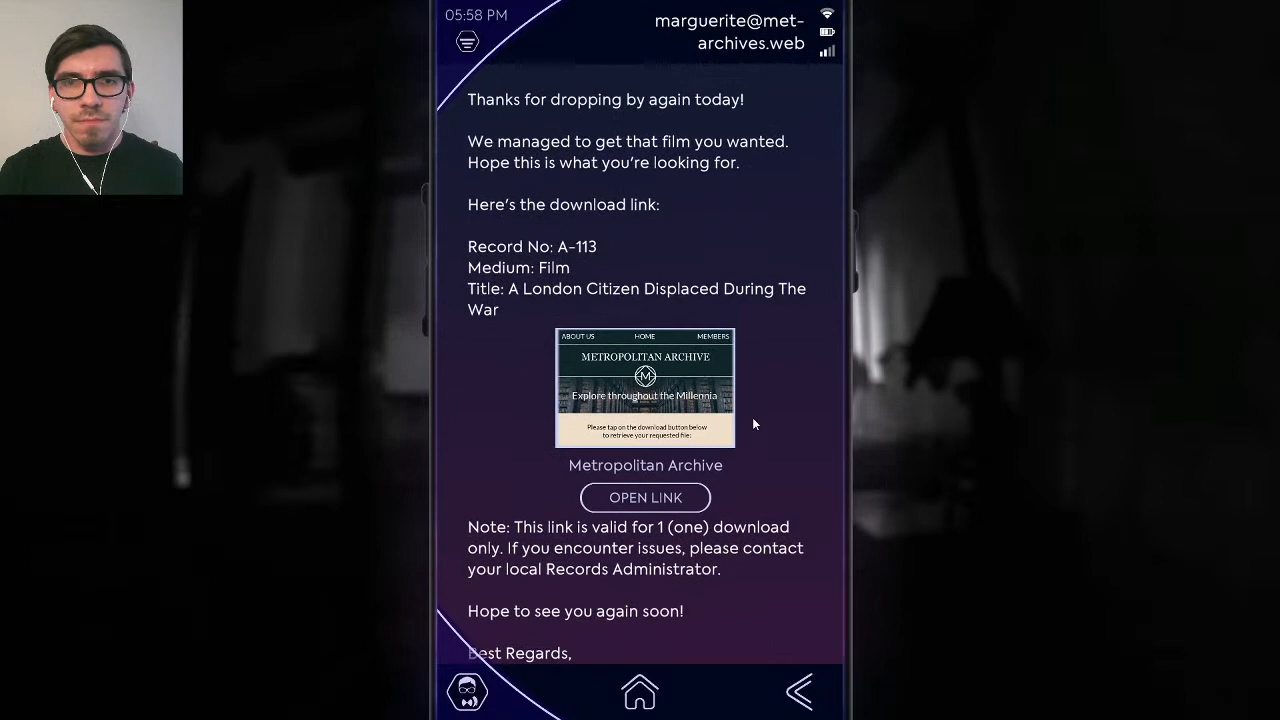 05:58 PM
marguerite@met-
archives.web
Thanks for dropping by again today!
We managed to get that film you wanted.
Hope this is what you're looking for.
Here's the download link:
Record No: A-113
Medium: Film
Title: A London Citizen Displaced During The
War
ABOUT US HOME MEMBERS
METROPOLITAN ARCHIVE
M
Explore throughout the Millennia
Please tap on the download button below
to retrieve your requested file:
Metropolitan Archive
OPEN LINK
Note: This link is valid for 1 (one) download
only. If you encounter issues, please contact
your local Records Administrator.
Hope to see you again soon!
Best Regards,